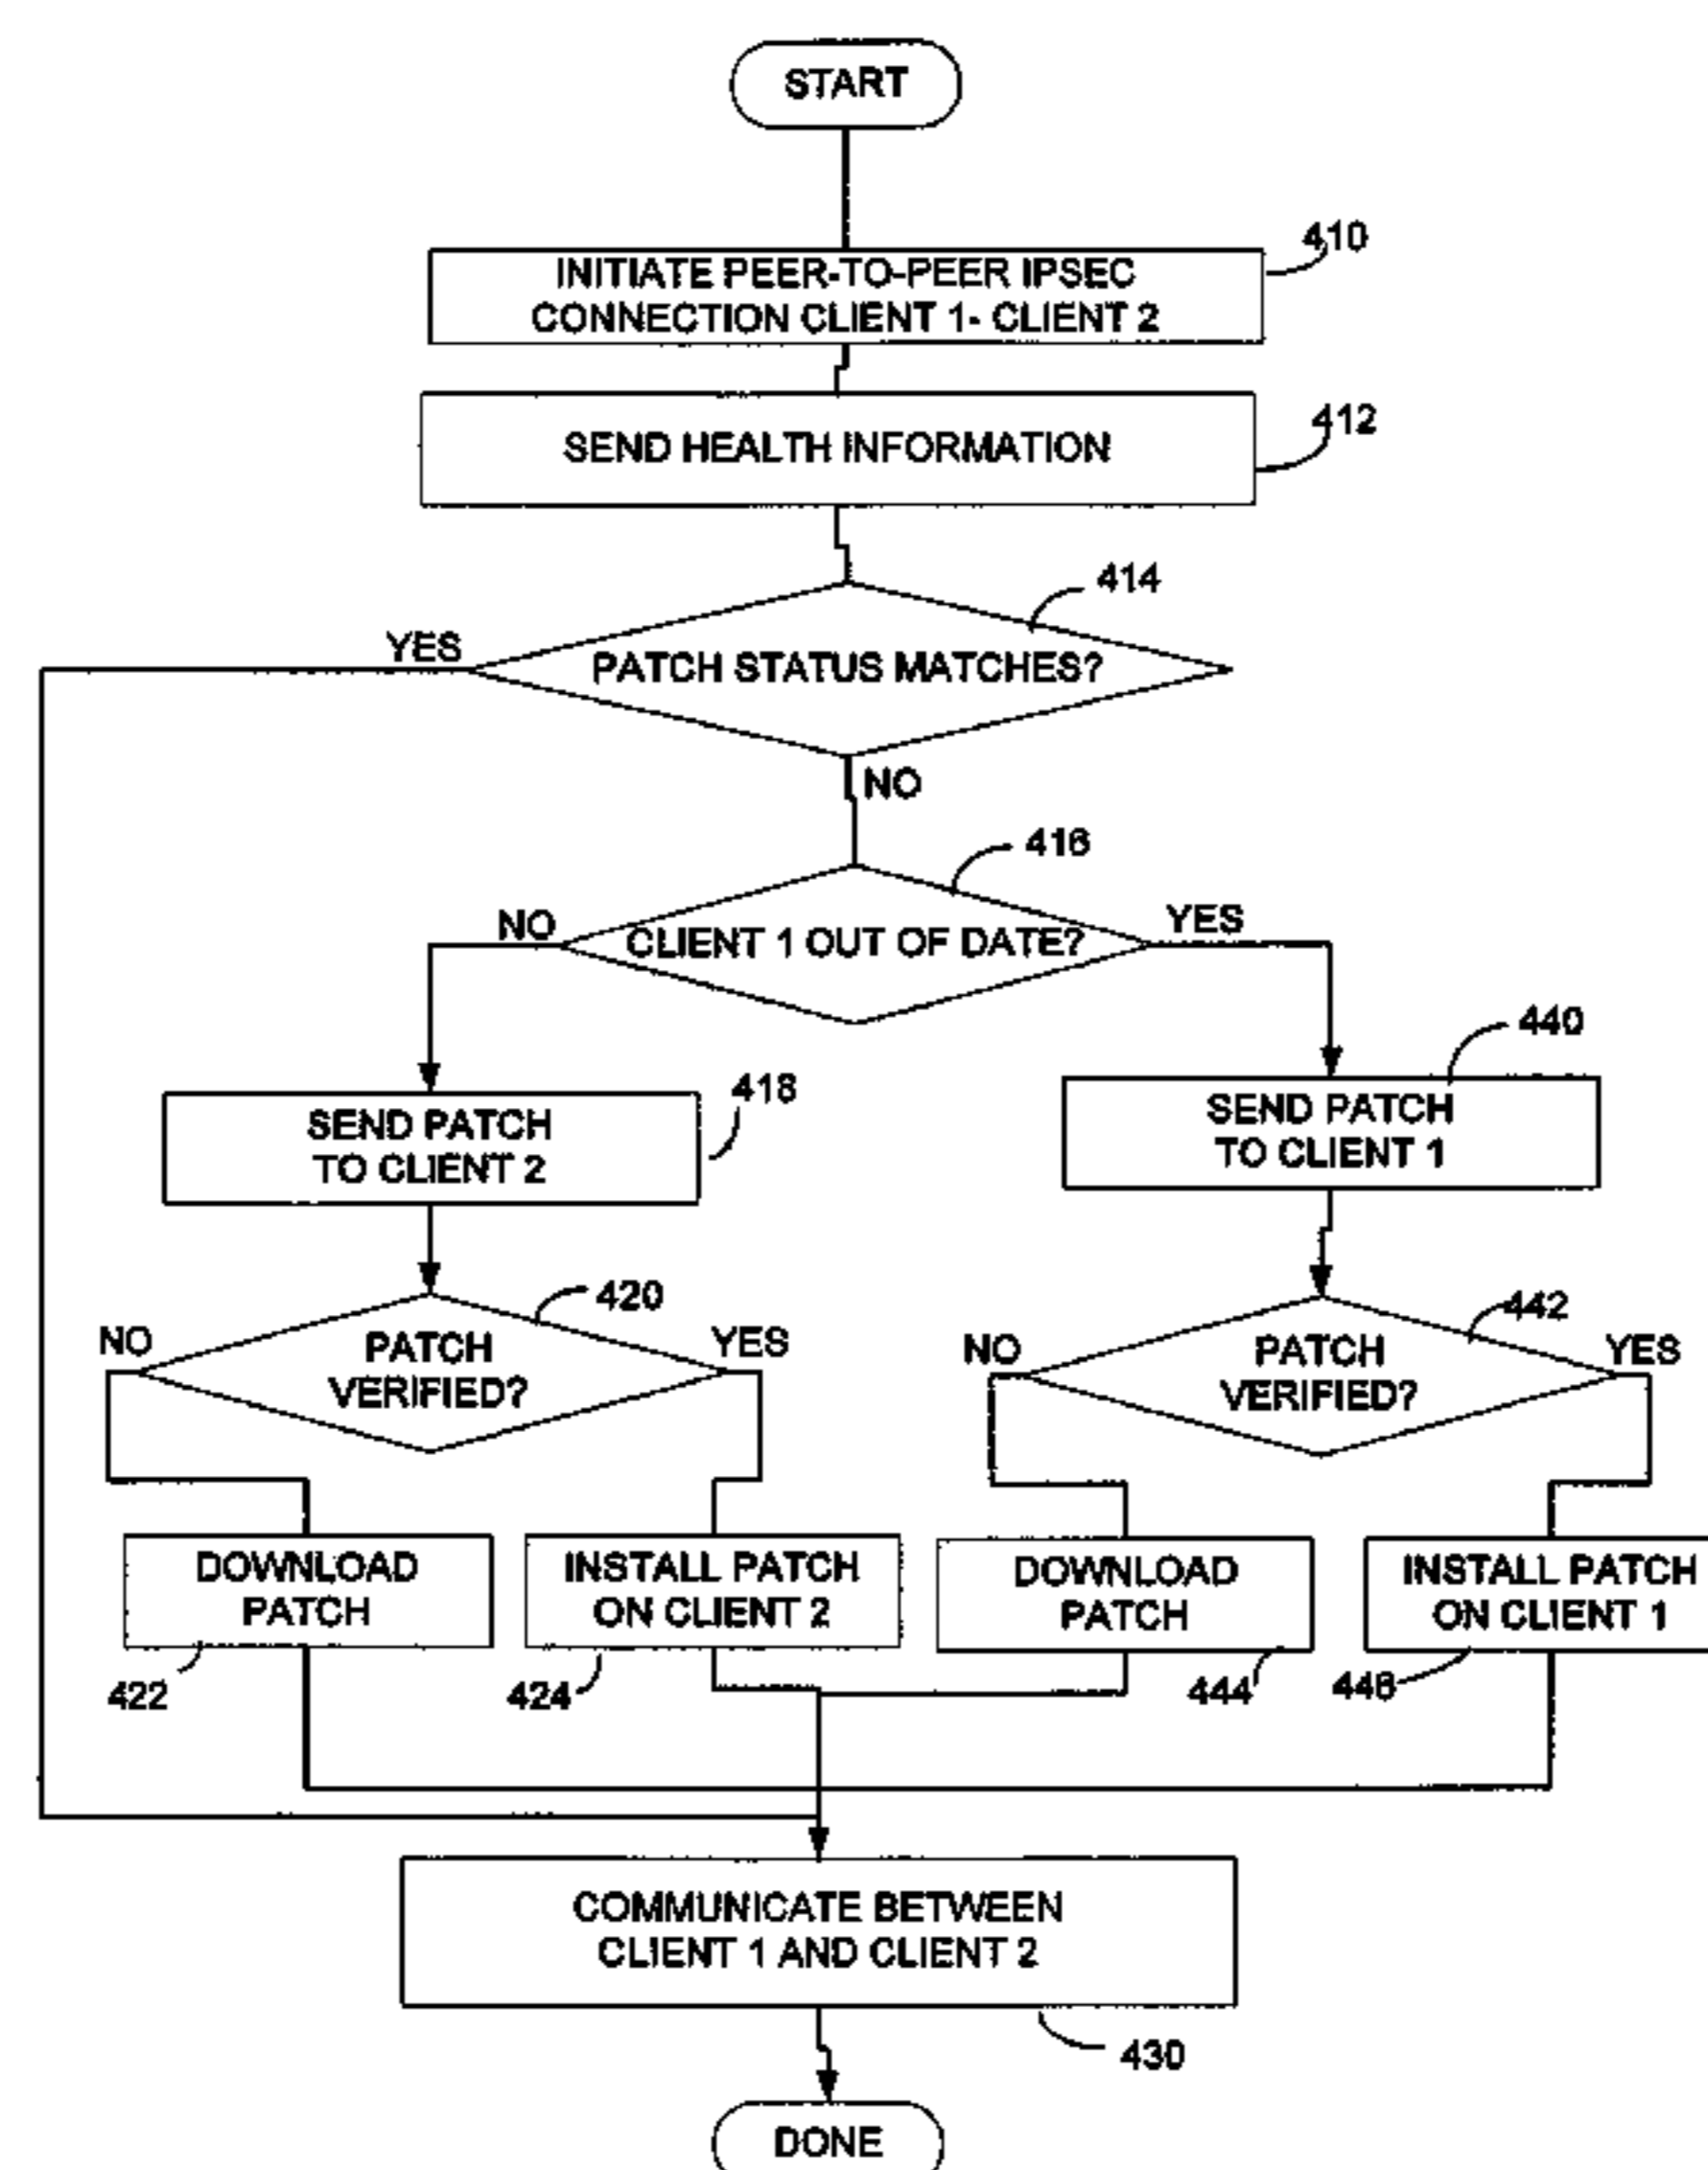 START
410
INITIATE PEER-TO-PEER IPSEC
CONNECTION CLIENT 1- CLIENT 2
412
SEND HEALTH INFORMATION
414
YES
PATCH STATUS MATCHES?
NO
416
NO
YES
CLIENT 1 OUT OF DATE?
440
418
SEND PATCH
TO CLIENT 2
SEND PATCH
TO CLIENT 1
420
442
NO
PATCH
VERIFIED?
YES
NO
PATCH
VERIFIED?
YES
DOWNLOAD
PATCH
INSTALL PATCH
ON CLIENT 2
DOWNLOAD
PATCH
INSTALL PATCH
ON CLIENT 1
422
424
444
446
COMMUNICATE BETWEEN
CLIENT 1 AND CLIENT 2
430
DONE